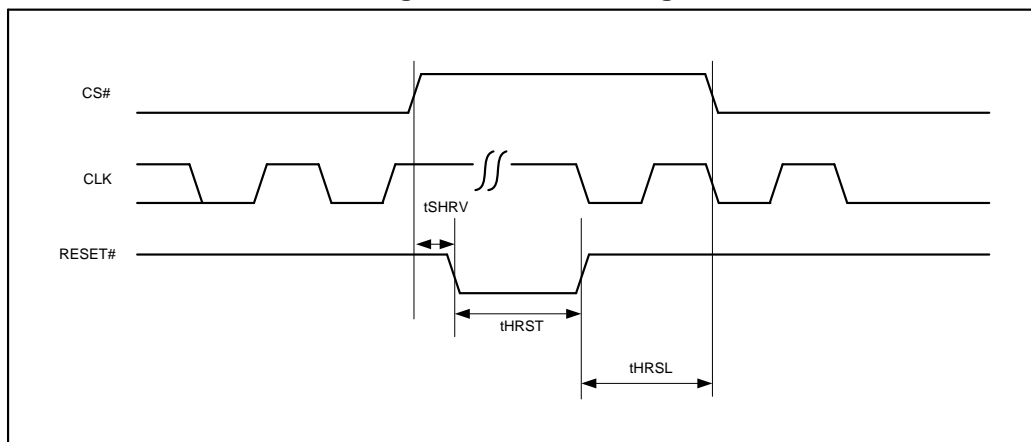 CS#
CLK
tSHRV
RESET#
tHRST
tHRSL